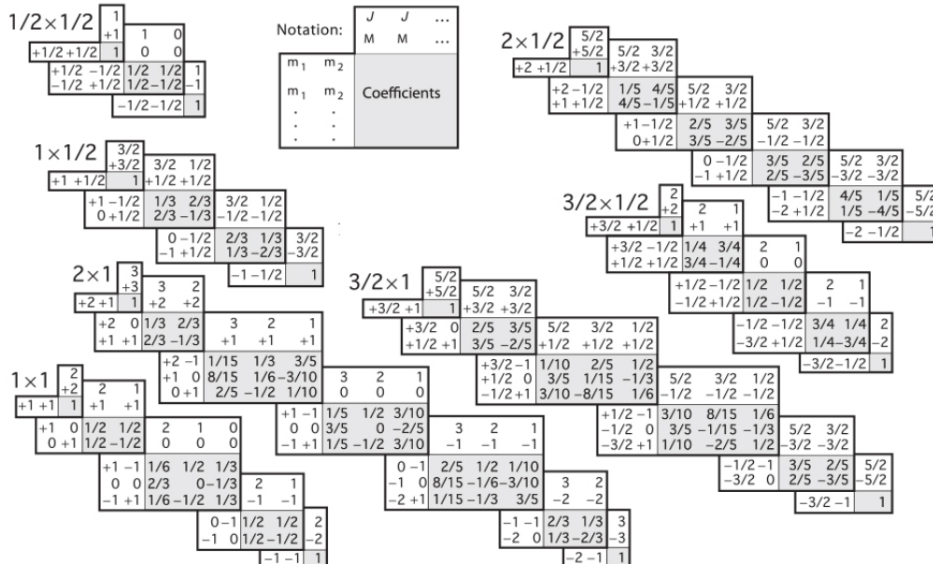 1/2×1/2
1
+1 1 0
+1/2 +1/2 1 0 0
+1/2 −1/2 1/2 1/2 1
−1/2 +1/2 1/2 −1/2 −1
−1/2 −1/2 1
Notation:
J J ...
M M ...
m1 m2
m1 m2 Coefficients
. .
. .
. .
2×1/2
5/2
+5/2 5/2 3/2
+2 +1/2 1 +3/2 +3/2
+2 −1/2 1/5 4/5 5/2 3/2
+1 +1/2 4/5 −1/5 +1/2 +1/2
+1 −1/2 2/5 3/5 5/2 3/2
0 +1/2 3/5 −2/5 −1/2 −1/2
0 −1/2 3/5 2/5 5/2 3/2
−1 +1/2 2/5 −3/5 −3/2 −3/2
−1 −1/2 4/5 1/5 5/2
−2 +1/2 1/5 −4/5 −5/2
−2 −1/2 1
1×1/2
3/2
+3/2 3/2 1/2
+1 +1/2 1 +1/2 +1/2
+1 −1/2 1/3 2/3 3/2 1/2
0 +1/2 2/3 −1/3 −1/2 −1/2
0 −1/2 2/3 1/3 3/2
−1 +1/2 1/3 −2/3 −3/2
−1 −1/2 1
3/2×1/2
2
+2 2 1
+3/2 +1/2 1 +1 +1
+3/2 −1/2 1/4 3/4 2 1
+1/2 +1/2 3/4 −1/4 0 0
+1/2 −1/2 1/2 1/2 2 1
−1/2 +1/2 1/2 −1/2 −1 −1
−1/2 −1/2 3/4 1/4 2
−3/2 +1/2 1/4 −3/4 −2
−3/2 −1/2 1
2×1
3
+3 3 2
+2 +1 1 +2 +2
+2 0 1/3 2/3 3 2 1
+1 +1 2/3 −1/3 +1 +1 +1
+2 −1 1/15 1/3 3/5
+1 0 8/15 1/6 −3/10 3 2 1
0 +1 2/5 −1/2 1/10 0 0 0
+1 −1 1/5 1/2 3/10
0 0 3/5 0 −2/5 3 2 1
−1 +1 1/5 −1/2 3/10 −1 −1 −1
0 −1 2/5 1/2 1/10
−1 0 8/15 −1/6 −3/10 3 2
−2 +1 1/15 −1/3 3/5 −2 −2
−1 −1 2/3 1/3 3
−2 0 1/3 −2/3 −3
−2 −1 1
3/2×1
5/2
+5/2 5/2 3/2
+3/2 +1 1 +3/2 +3/2
+3/2 0 2/5 3/5 5/2 3/2 1/2
+1/2 +1 3/5 −2/5 +1/2 +1/2 +1/2
+3/2 −1 1/10 2/5 1/2
+1/2 0 3/5 1/15 −1/3 5/2 3/2 1/2
−1/2 +1 3/10 −8/15 1/6 −1/2 −1/2 −1/2
+1/2 −1 3/10 8/15 1/6
−1/2 0 3/5 −1/15 −1/3 5/2 3/2
−3/2 +1 1/10 −2/5 1/2 −3/2 −3/2
−1/2 −1 3/5 2/5 5/2
−3/2 0 2/5 −3/5 −5/2
−3/2 −1 1
1×1
2
+2 2 1
+1 +1 1 +1 +1
+1 0 1/2 1/2 2 1 0
0 +1 1/2 −1/2 0 0 0
+1 −1 1/6 1/2 1/3
0 0 2/3 0 −1/3 2 1
−1 +1 1/6 −1/2 1/3 −1 −1
0 −1 1/2 1/2 2
−1 0 1/2 −1/2 −2
−1 −1 1